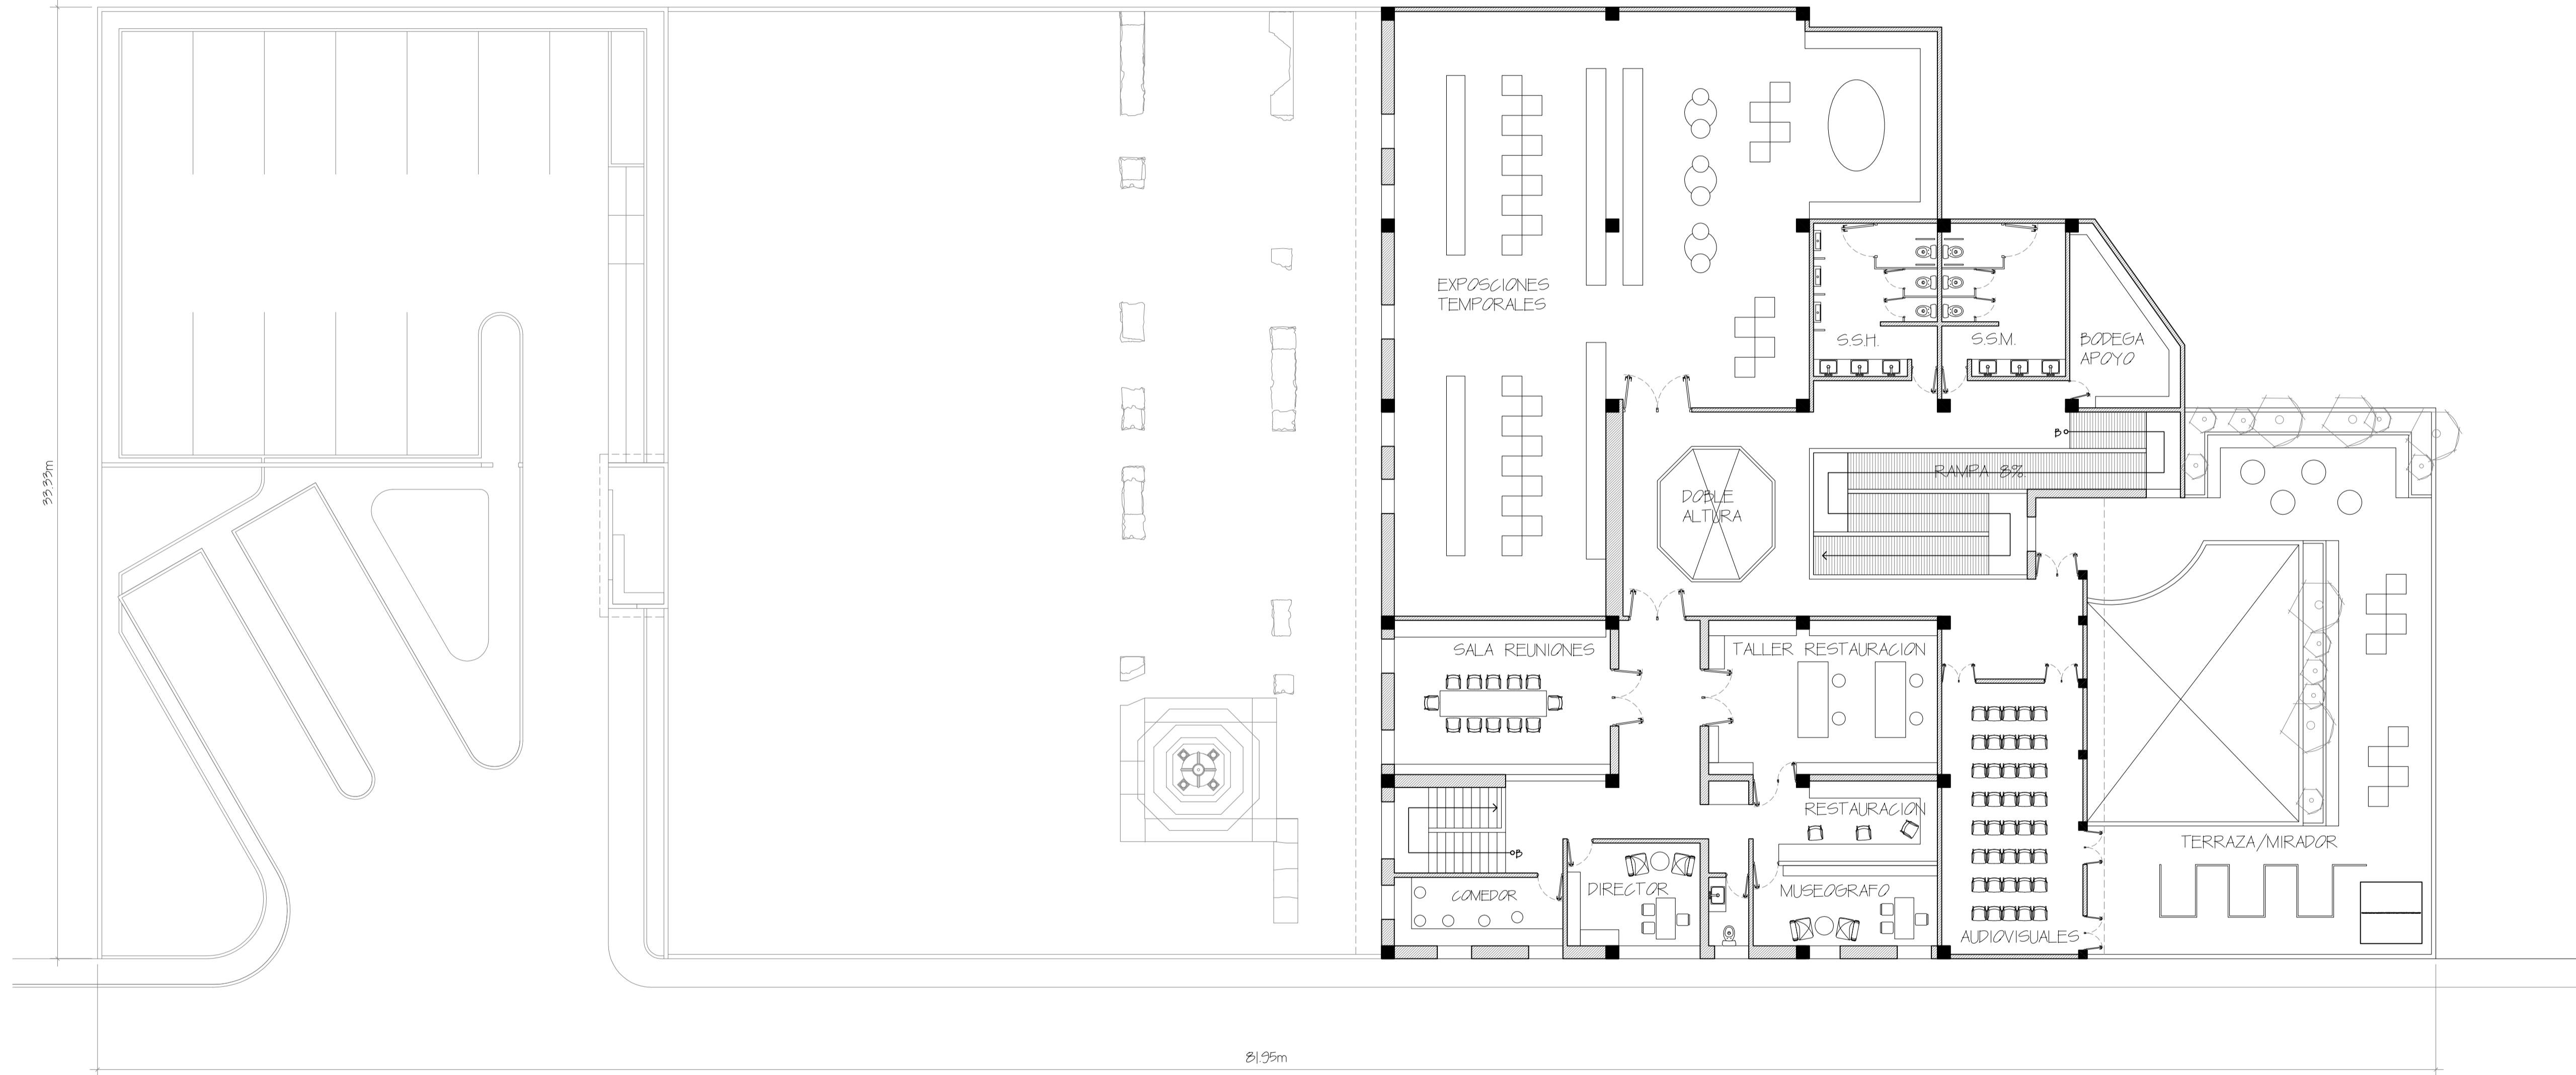 EXPOSCIONES
TEMPORALES
S.S.H.
S.S.M.
BODEGA
APOYO
B
RAMPA 8%.
33.33m
DOBLE
ALTURA
SALA REUNIONES
TALLER RESTAURACION
RESTAURACION
TERRAZA/MIRADOR
B
COMEDOR
DIRECTOR
MUSEOGRAFO
AUDIOVISUALES
81.95m